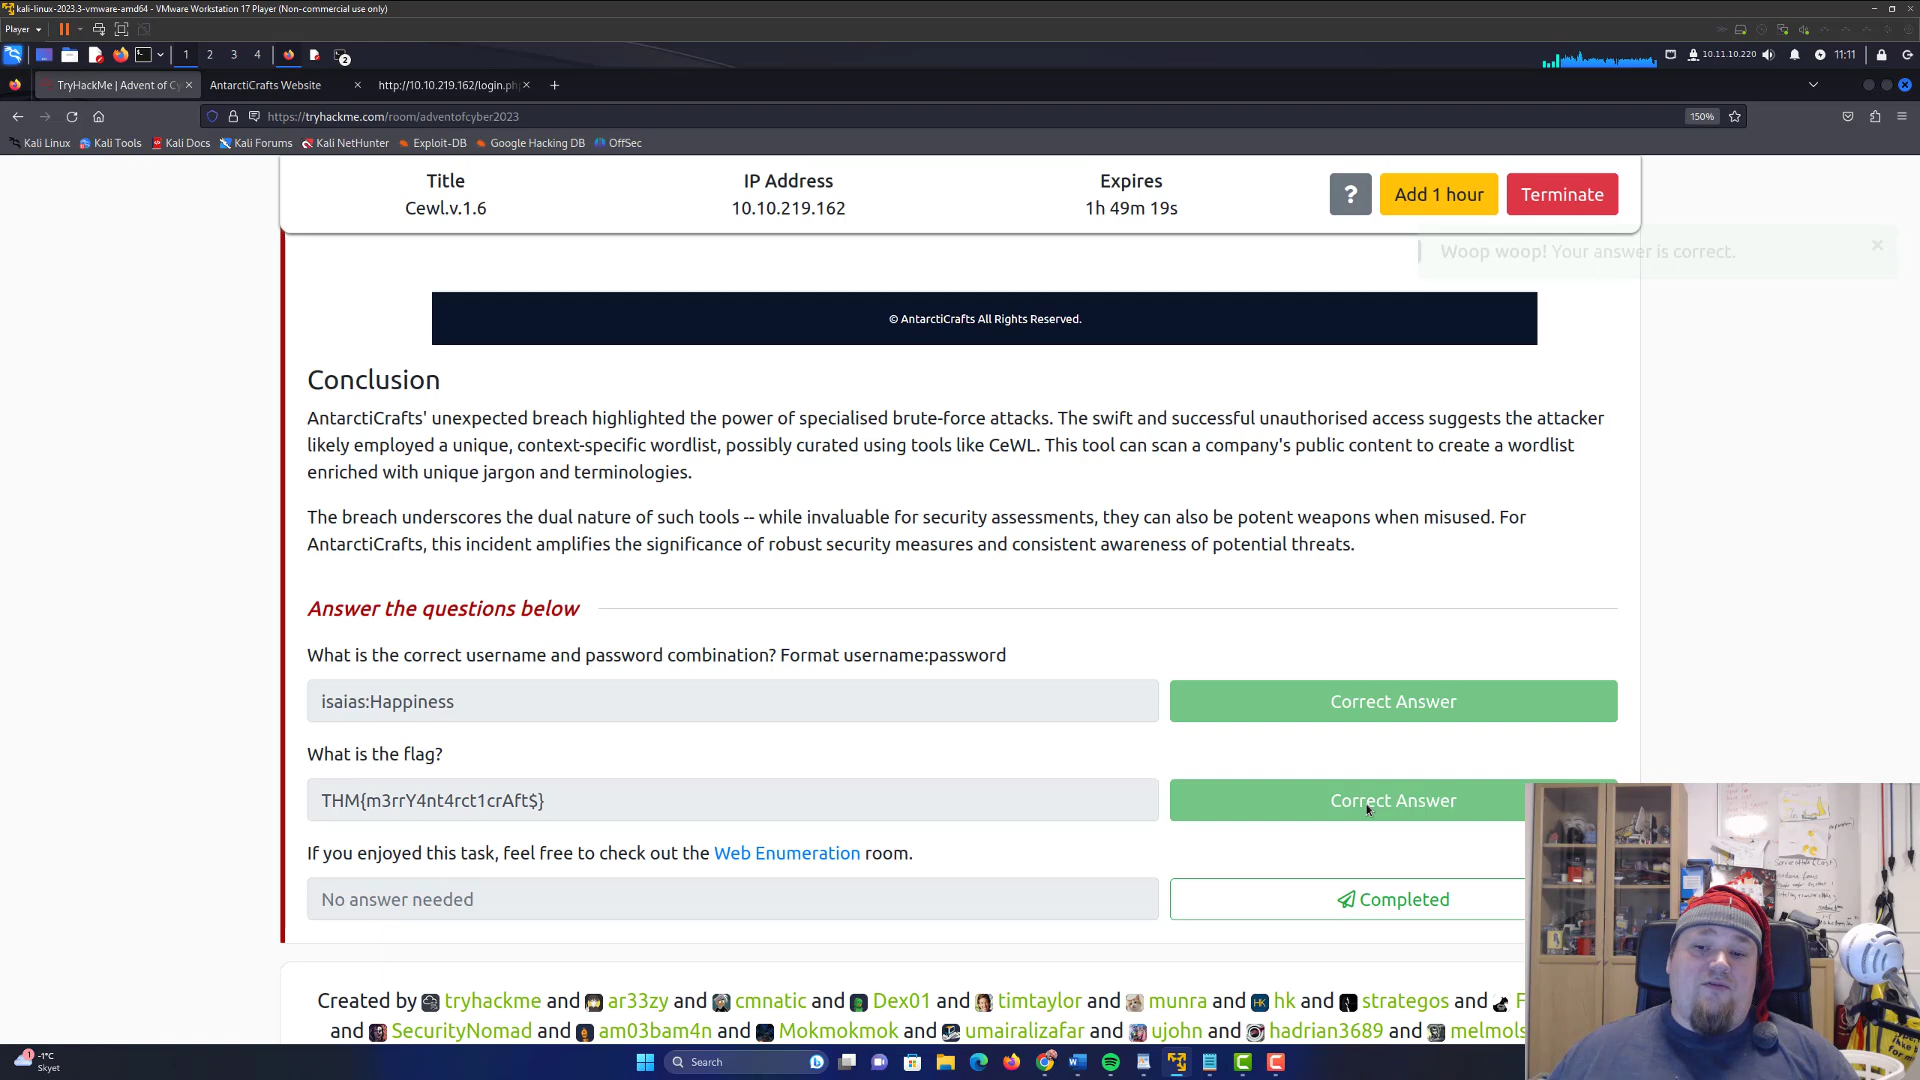 kali-linux-2023.3-vmware-amd64 - VMware Workstation 17 Player (Non-commercial use only)
Player
1 2 3 4 2 10.11.10.220 11:11
TryHackMe | Advent of Cy AntarctiCrafts Website http://10.10.219.162/login.ph
https://tryhackme.com/room/adventofcyber2023 150%
Kali Linux Kali Tools Kali Docs Kali Forums Kali NetHunter Exploit-DB Google Hacking DB OffSec
Title IP Address Expires
Cewl.v.1.6 10.10.219.162 1h 49m 19s
? Add 1 hour Terminate
Woop woop! Your answer is correct.
© AntarctiCrafts All Rights Reserved.
Conclusion
AntarctiCrafts' unexpected breach highlighted the power of specialised brute-force attacks. The swift and successful unauthorised access suggests the attacker
likely employed a unique, context-specific wordlist, possibly curated using tools like CeWL. This tool can scan a company's public content to create a wordlist
enriched with unique jargon and terminologies.
The breach underscores the dual nature of such tools -- while invaluable for security assessments, they can also be potent weapons when misused. For
AntarctiCrafts, this incident amplifies the significance of robust security measures and consistent awareness of potential threats.
Answer the questions below
What is the correct username and password combination? Format username:password
isaias:Happiness Correct Answer
What is the flag?
THM{m3rrY4nt4rct1crAft$} Correct Answer
If you enjoyed this task, feel free to check out the Web Enumeration room.
No answer needed Completed
Created by tryhackme and ar33zy and cmnatic and Dex01 and timtaylor and munra and hk and strategos and F
and SecurityNomad and am03bam4n and Mokmokmok and umairalizafar and ujohn and hadrian3689 and melmols
1 -1°C
Skyet
Search